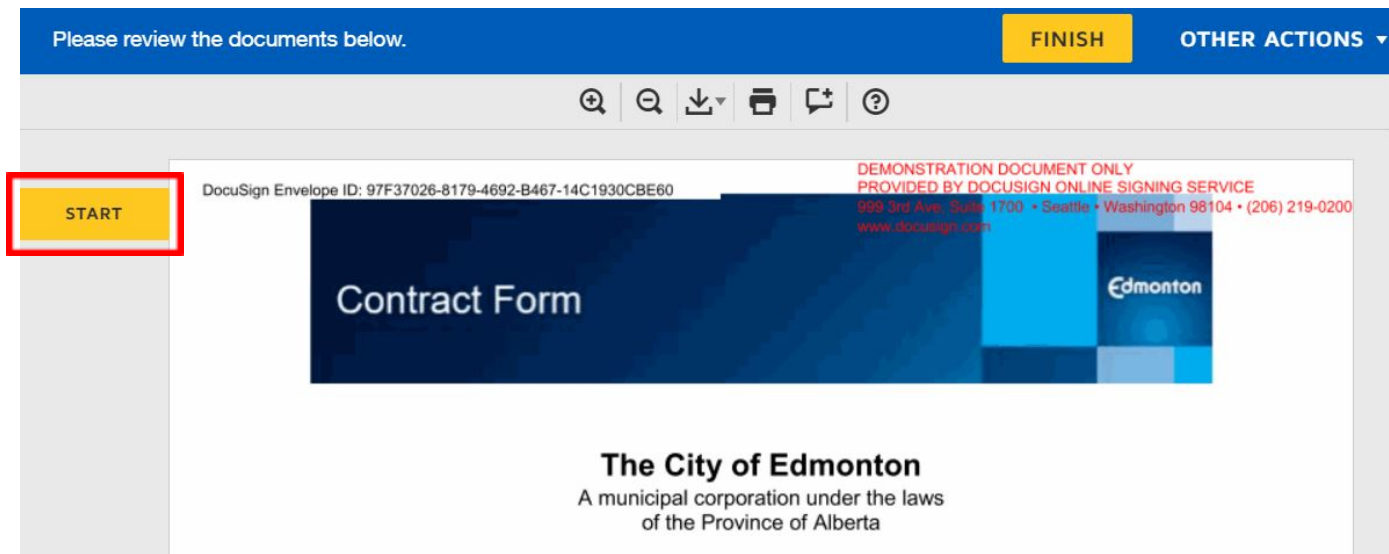 Please review the documents below.
FINISH
OTHER ACTIONS
START
DocuSign Envelope ID: 97F37026-8179-4692-B467-14C1930CBE60
DEMONSTRATION DOCUMENT ONLY
PROVIDED BY DOCUSIGN ONLINE SIGNING SERVICE
999 3rd Ave, Suite 1700 • Seattle • Washington 98104 • (206) 219-0200
www.docusign.com
Contract Form
Edmonton
The City of Edmonton
A municipal corporation under the laws
of the Province of Alberta